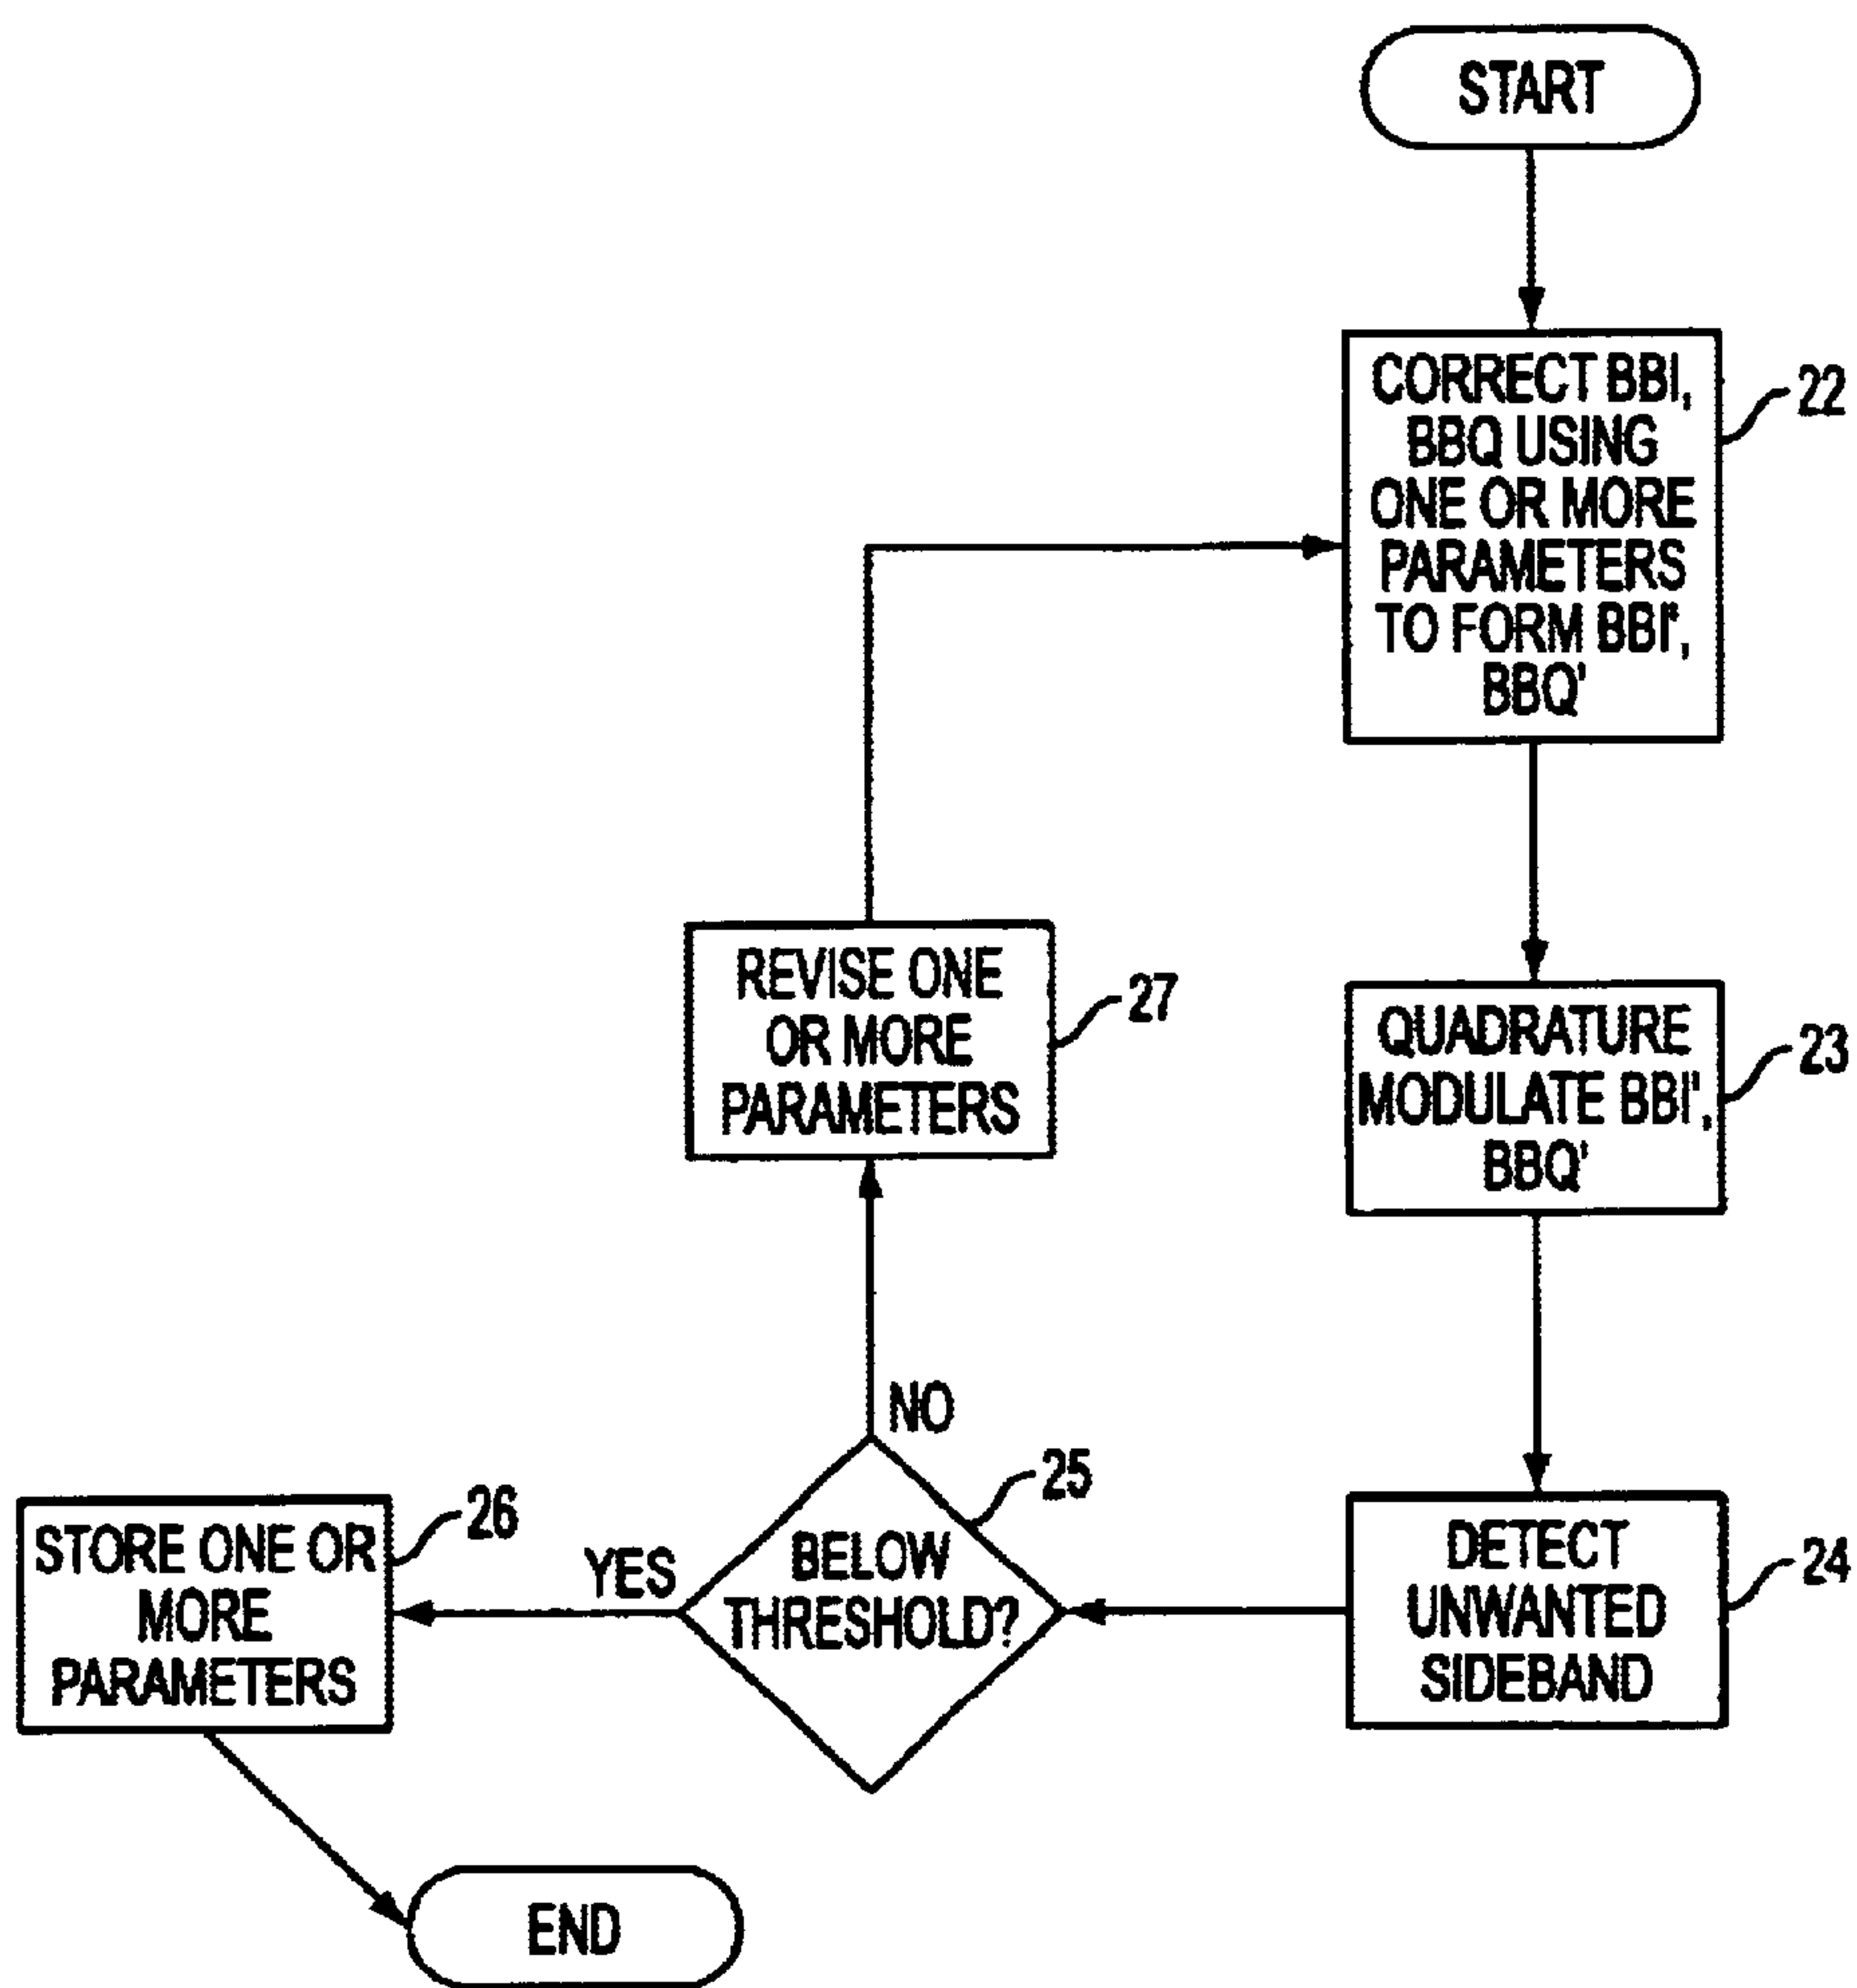 START
CORRECT BBI,
BBQ USING
ONE OR MORE
PARAMETERS
TO FORM BBI',
BBQ'
22
QUADRATURE
MODULATE BBI',
BBQ'
23
DETECT
UNWANTED
SIDEBAND
24
BELOW
THRESHOLD?
25
NO
YES
REVISE ONE
OR MORE
PARAMETERS
27
STORE ONE OR
MORE
PARAMETERS
26
END